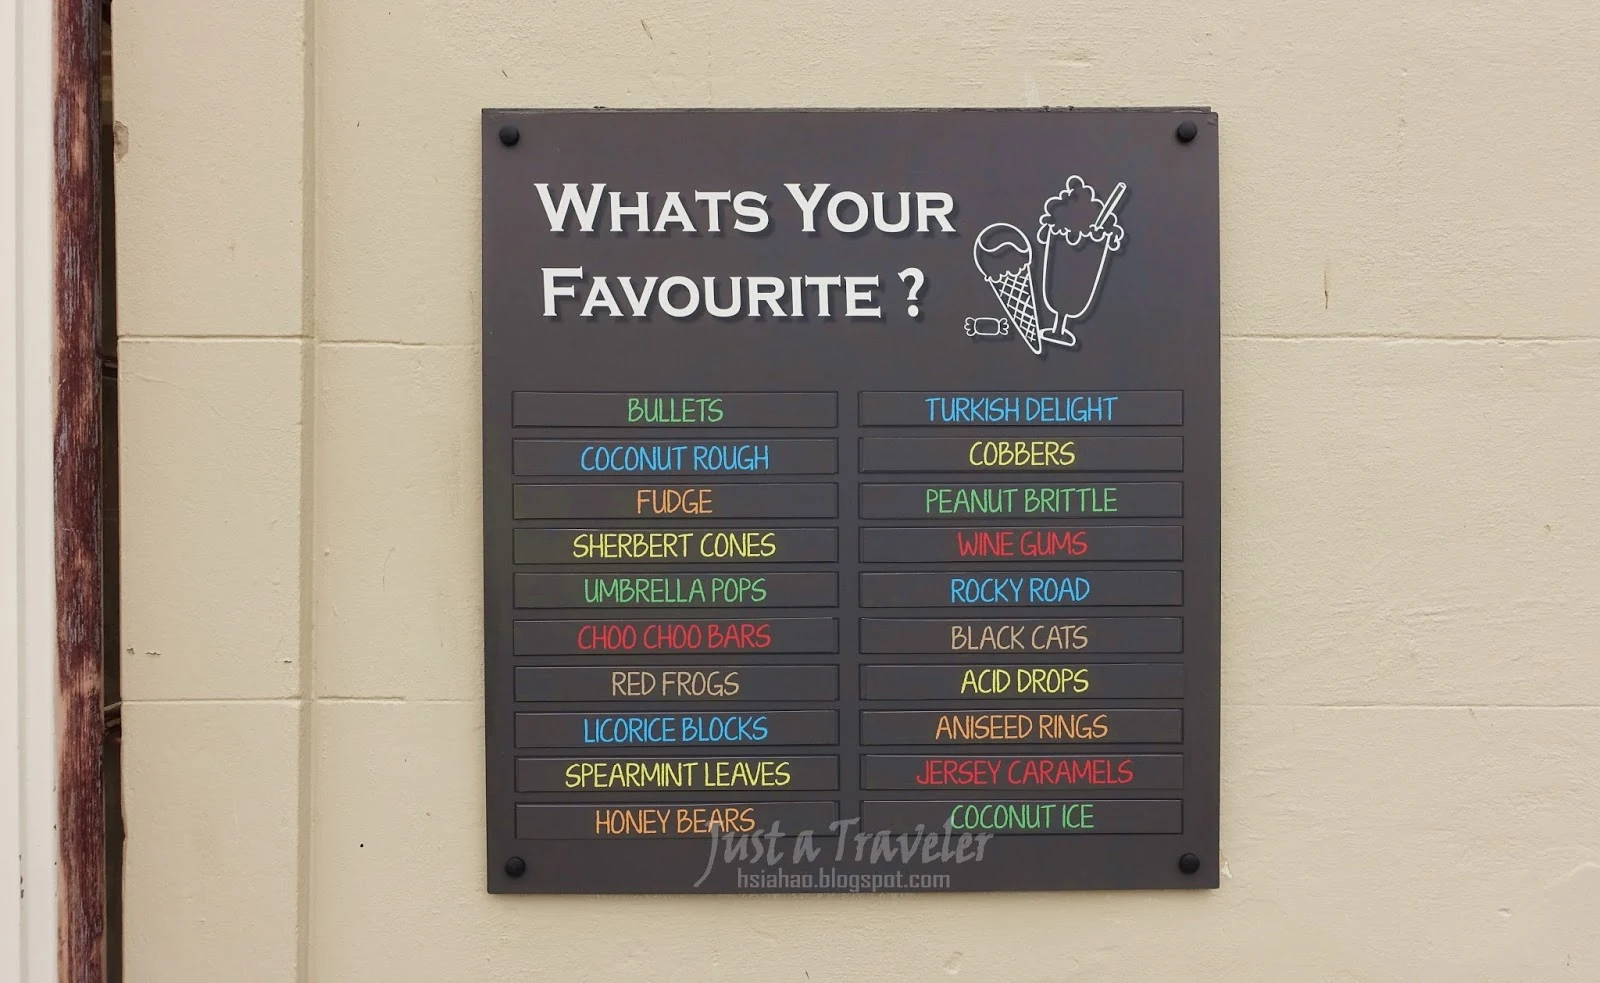 WHATS YOUR
FAVOURITE ?
BULLETS
COCONUT ROUGH
FUDGE
SHERBERT CONES
UMBRELLA POPS
CHOO CHOO BARS
RED FROGS
LICORICE BLOCKS
SPEARMINT LEAVES
HONEY BEARS
TURKISH DELIGHT
COBBERS
PEANUT BRITTLE
WINE GUMS
ROCKY ROAD
BLACK CATS
ACID DROPS
ANISEED RINGS
JERSEY CARAMELS
COCONUT ICE
Just a Traveler
hsiahao.blogspot.com